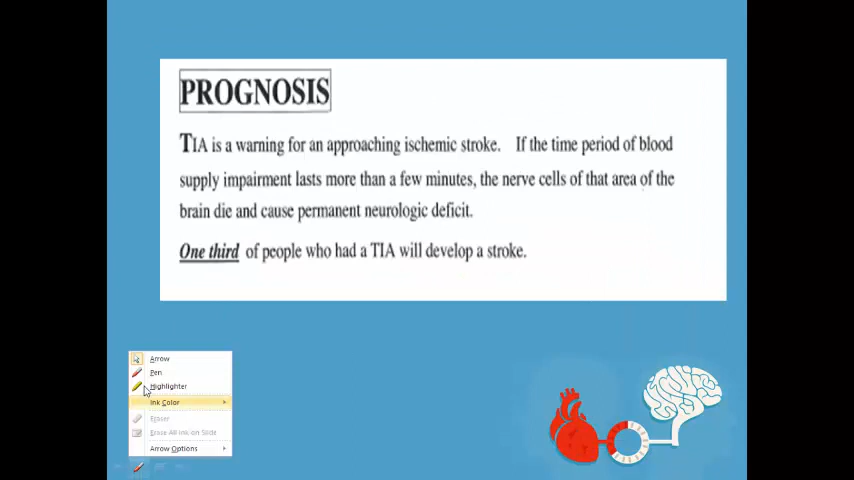 PROGNOSIS
TIA is a warning for an approaching ischemic stroke. If the time period of blood
supply impairment lasts more than a few minutes, the nerve cells of that area of the
brain die and cause permanent neurologic deficit.
One third of people who had a TIA will develop a stroke.
Arrow
Pen
Highlighter
Ink Color
Eraser
Erase All Ink on Slide
Arrow Options